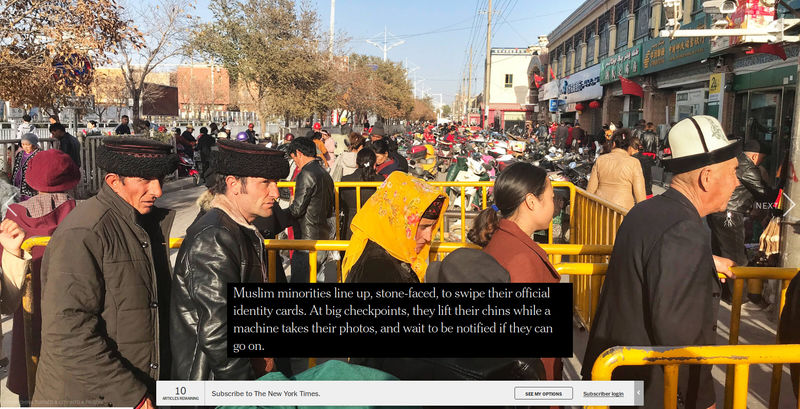 NEXT
Muslim minorities line up, stone-faced, to swipe their official
identity cards. At big checkpoints, they lift their chins while a
machine takes their photos, and wait to be notified if they can
go on.
10
ARTICLES REMAINING
Subscribe to The New York Times.
SEE MY OPTIONS
Subscriber login